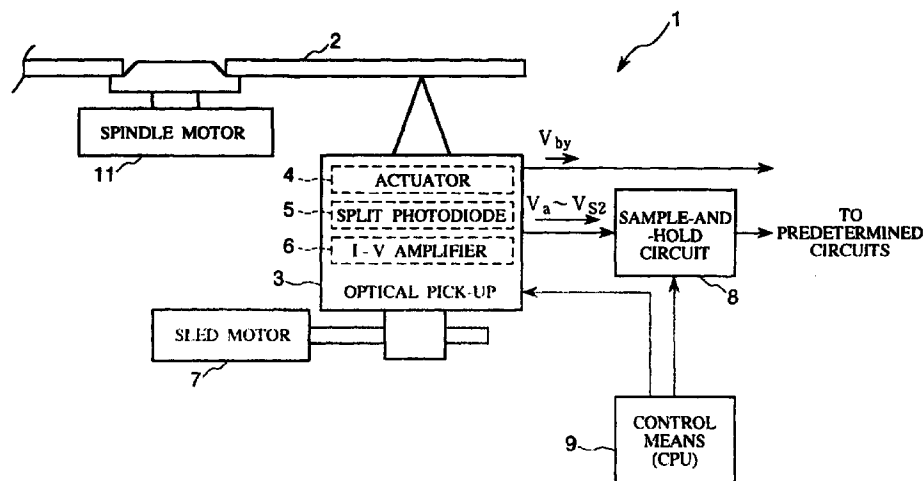 1
2
SPINDLE MOTOR
11
V_by
4
ACTUATOR
5
SPLIT PHOTODIODE
V_a ~ V_S2
6
I - V AMPLIFIER
3
OPTICAL PICK-UP
SAMPLE-AND
-HOLD
CIRCUIT
8
TO
PREDETERMINED
CIRCUITS
SLED MOTOR
7
CONTROL
MEANS
(CPU)
9